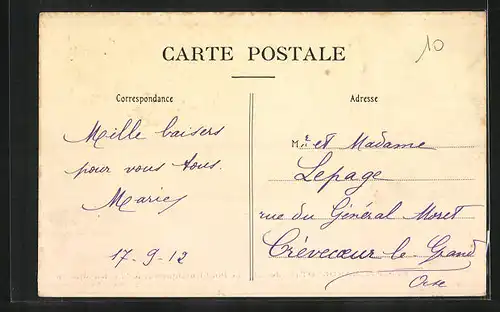 CARTE POSTALE
10
Correspondance
Adresse
Mille baisers
pour vous tous.
Marie
17-9-12
M.r et Madame
Lepage
rue du Général Moret
Crèvecœur le Grand
Oise